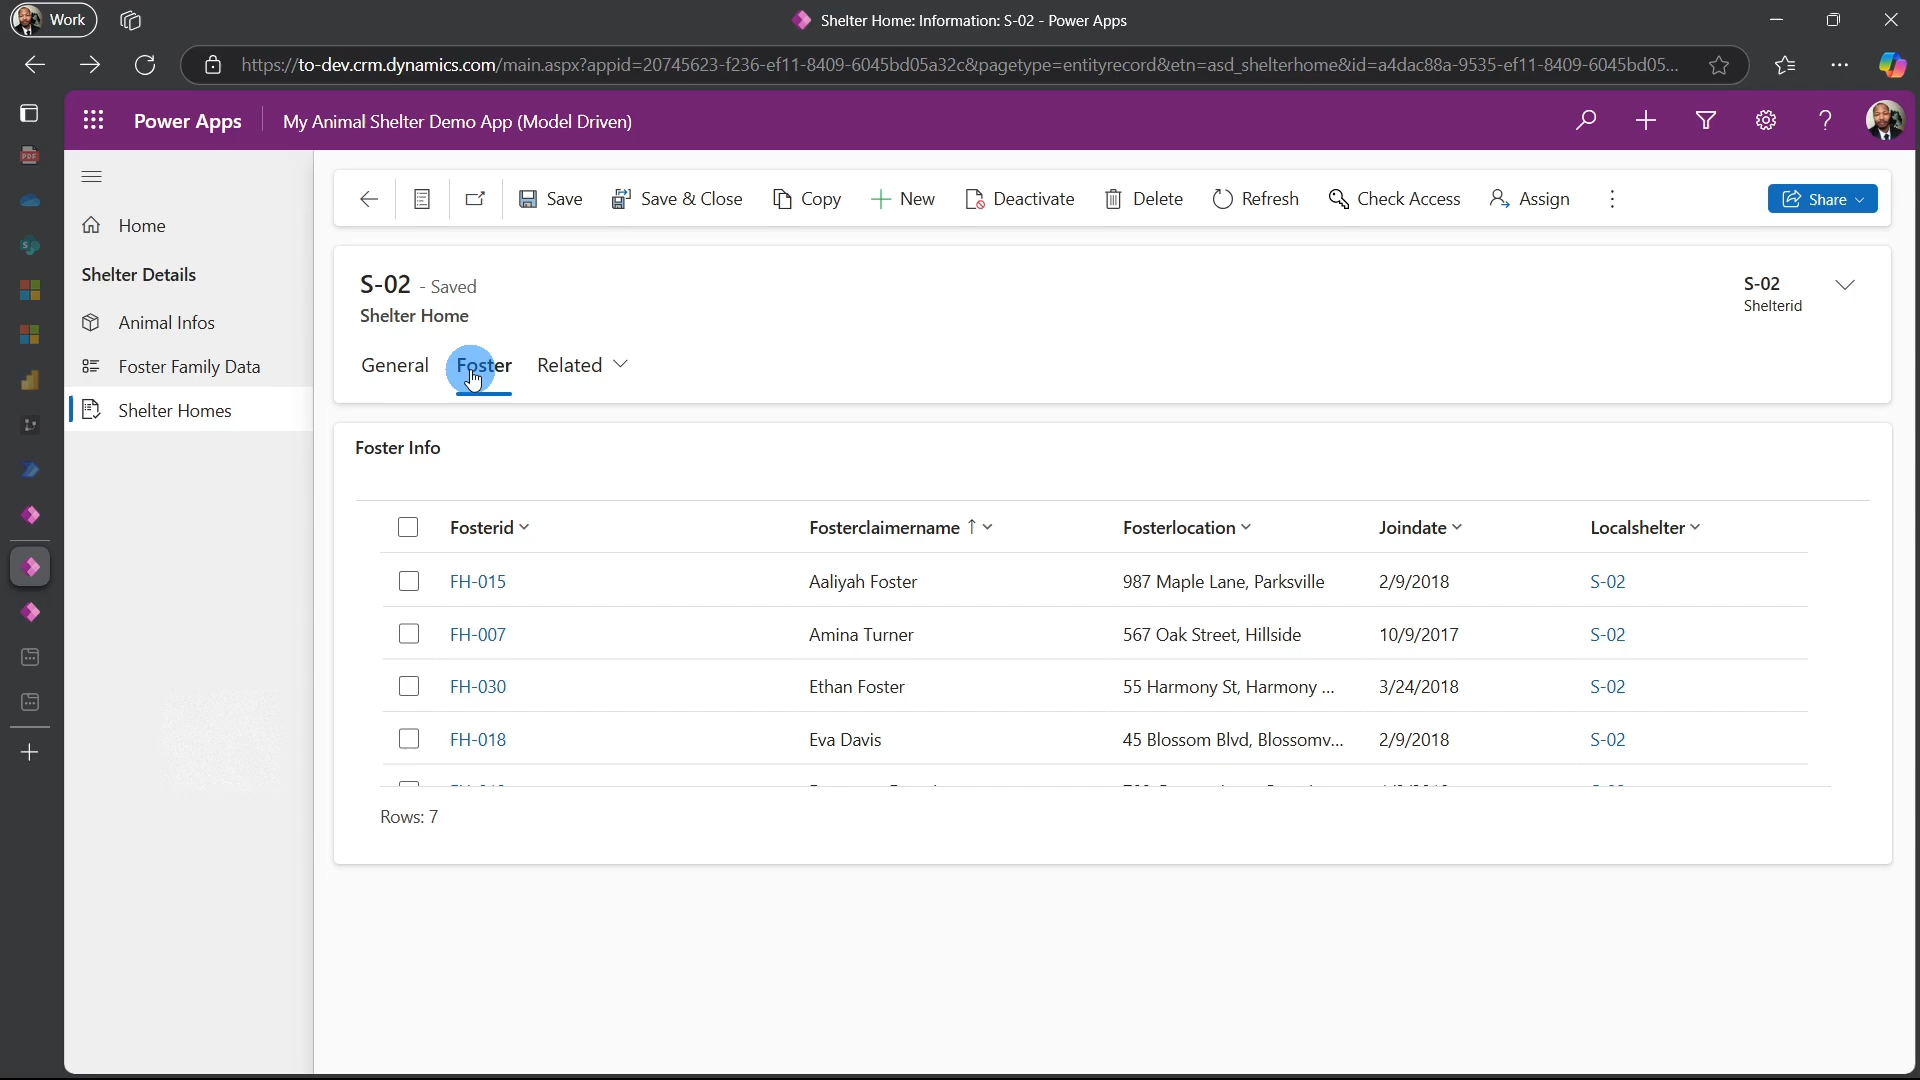 Work
Shelter Home: Information: S-02 - Power Apps
https://to-dev.crm.dynamics.com/main.aspx?appid=20745623-f236-ef11-8409-6045bd05a32c&pagetype=entityrecord&etn=asd_shelterhome&id=a4dac88a-9535-ef11-8409-6045bd05...
Power Apps
My Animal Shelter Demo App (Model Driven)
Home
Shelter Details
Animal Infos
Foster Family Data
Shelter Homes
Save
Save & Close
Copy
New
Deactivate
Delete
Refresh
Check Access
Assign
Share
S-02 - Saved
Shelter Home
S-02
Shelterid
General Foster Related
Foster Info
Fosterid Fosterclaimername Fosterlocation Joindate Localshelter
FH-015 Aaliyah Foster 987 Maple Lane, Parksville 2/9/2018 S-02
FH-007 Amina Turner 567 Oak Street, Hillside 10/9/2017 S-02
FH-030 Ethan Foster 55 Harmony St, Harmony ... 3/24/2018 S-02
FH-018 Eva Davis 45 Blossom Blvd, Blossomv... 2/9/2018 S-02
Rows: 7